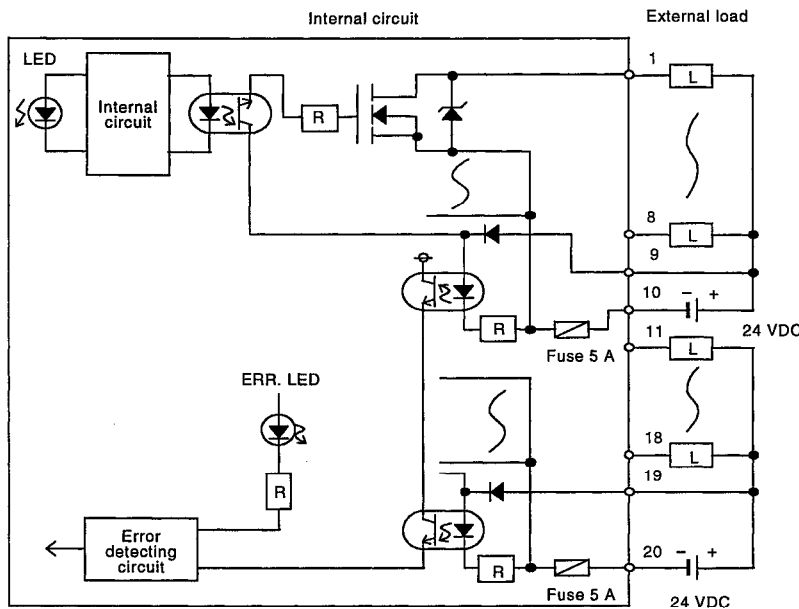 Internal circuit
External load
LED
Internal
circuit
R
1
L
8
L
9
10
- +
24 VDC
R
Fuse 5 A
11
L
ERR. LED
R
18
L
19
Error
detecting
circuit
R
Fuse 5 A
20
- +
24 VDC